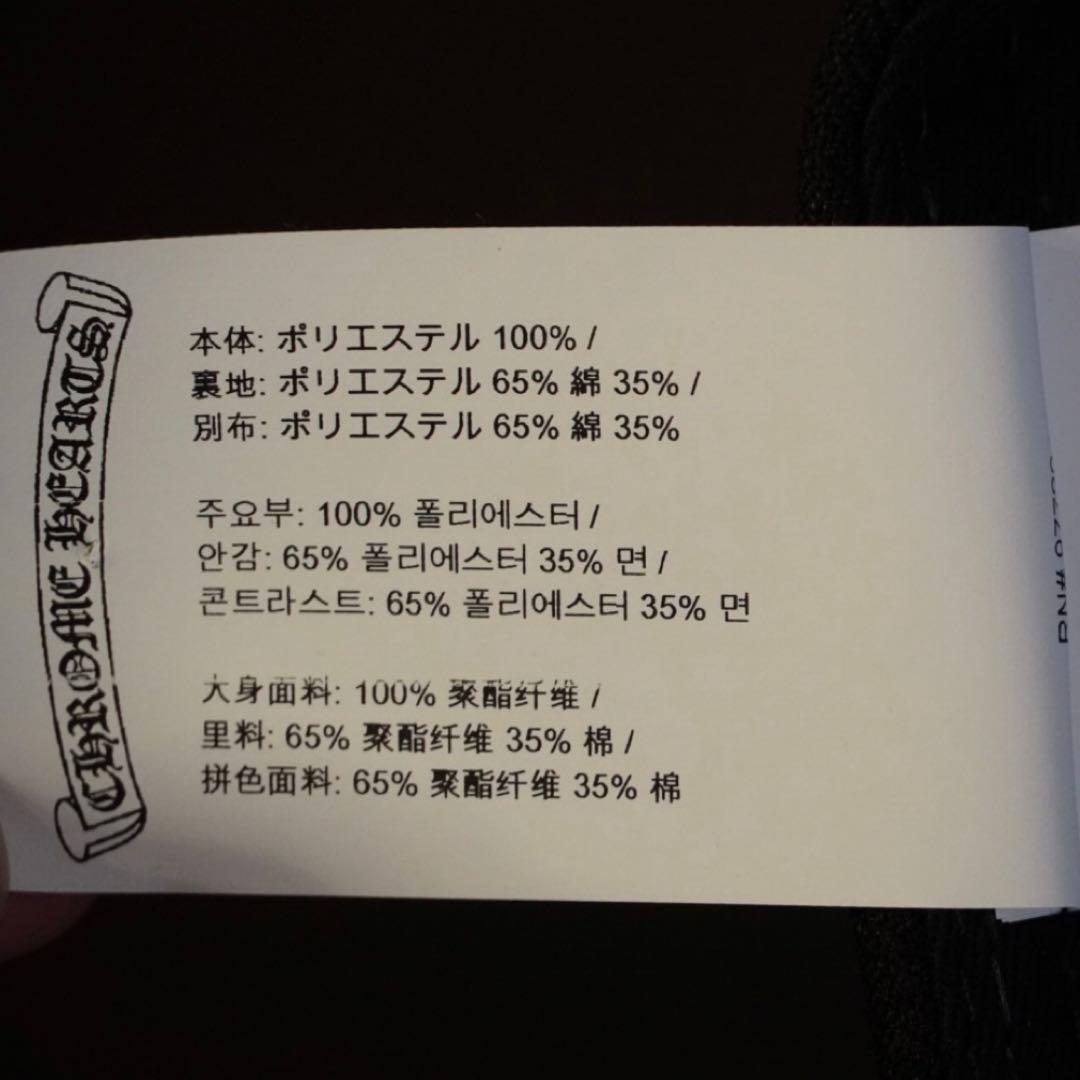 CHROME HEARTS
本体: ポリエステル 100% /
裏地: ポリエステル 65% 綿 35% /
別布: ポリエステル 65% 綿 35%
주요부: 100% 폴리에스터 /
안감: 65% 폴리에스터 35% 면 /
콘트라스트: 65% 폴리에스터 35% 면
大身面料: 100% 聚酯纤维 /
里料: 65% 聚酯纤维 35% 棉 /
拼色面料: 65% 聚酯纤维 35% 棉